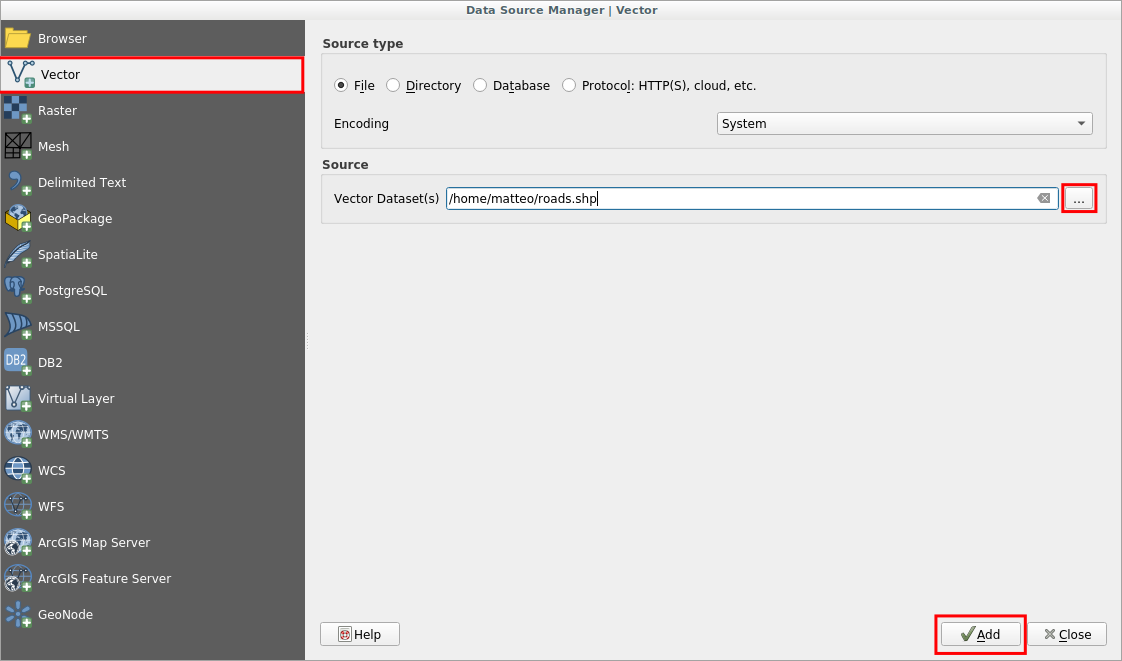 Data Source Manager | Vector
Browser
Vector
Raster
Mesh
Delimited Text
GeoPackage
SpatiaLite
PostgreSQL
MSSQL
DB2
DB2
Virtual Layer
WMS/WMTS
WCS
WFS
ArcGIS Map Server
ArcGIS Feature Server
GeoNode
Source type
File Directory Database Protocol: HTTP(S), cloud, etc.
Encoding System
Source
Vector Dataset(s) /home/matteo/roads.shp ...
Help Add Close